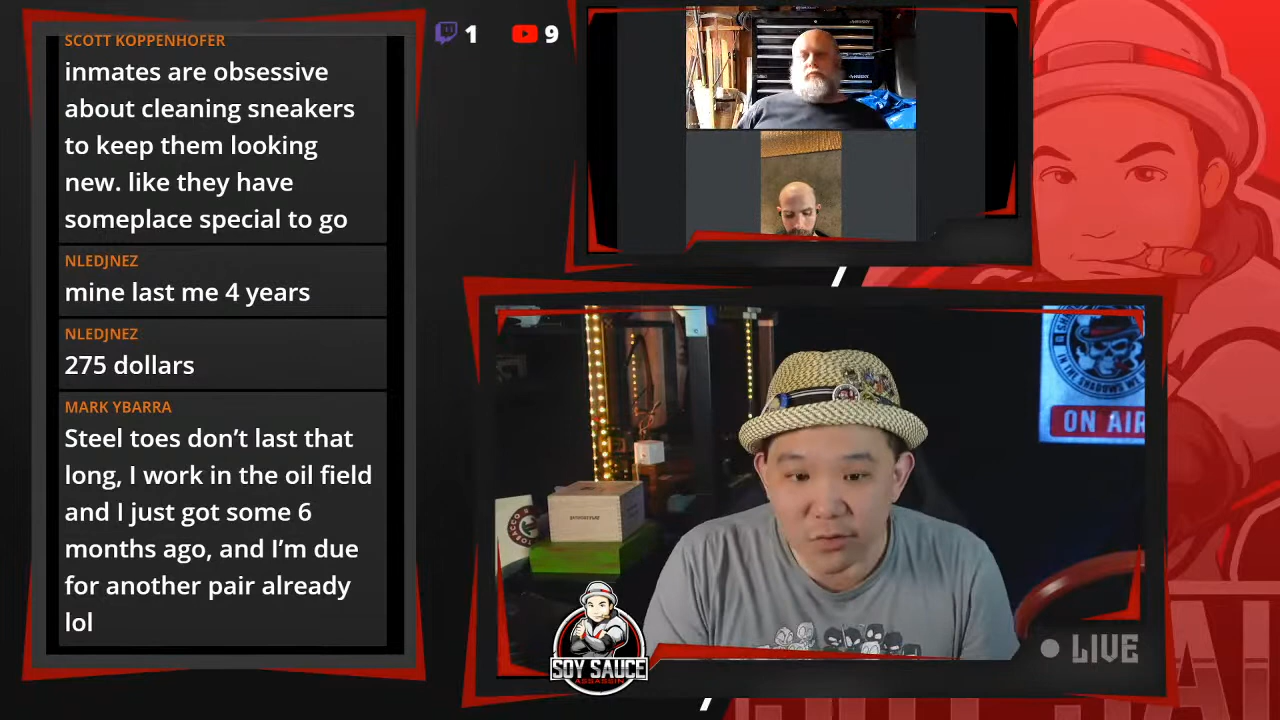 SCOTT KOPPENHOFER
inmates are obsessive
about cleaning sneakers
to keep them looking
new. like they have
someplace special to go
NLEDJNEZ
mine last me 4 years
NLEDJNEZ
275 dollars
MARK YBARRA
Steel toes don’t last that
long, I work in the oil field
and I just got some 6
months ago, and I’m due
for another pair already
lol
1
9
ON AIR
LIVE
SOY SAUCE
ASSASSIN